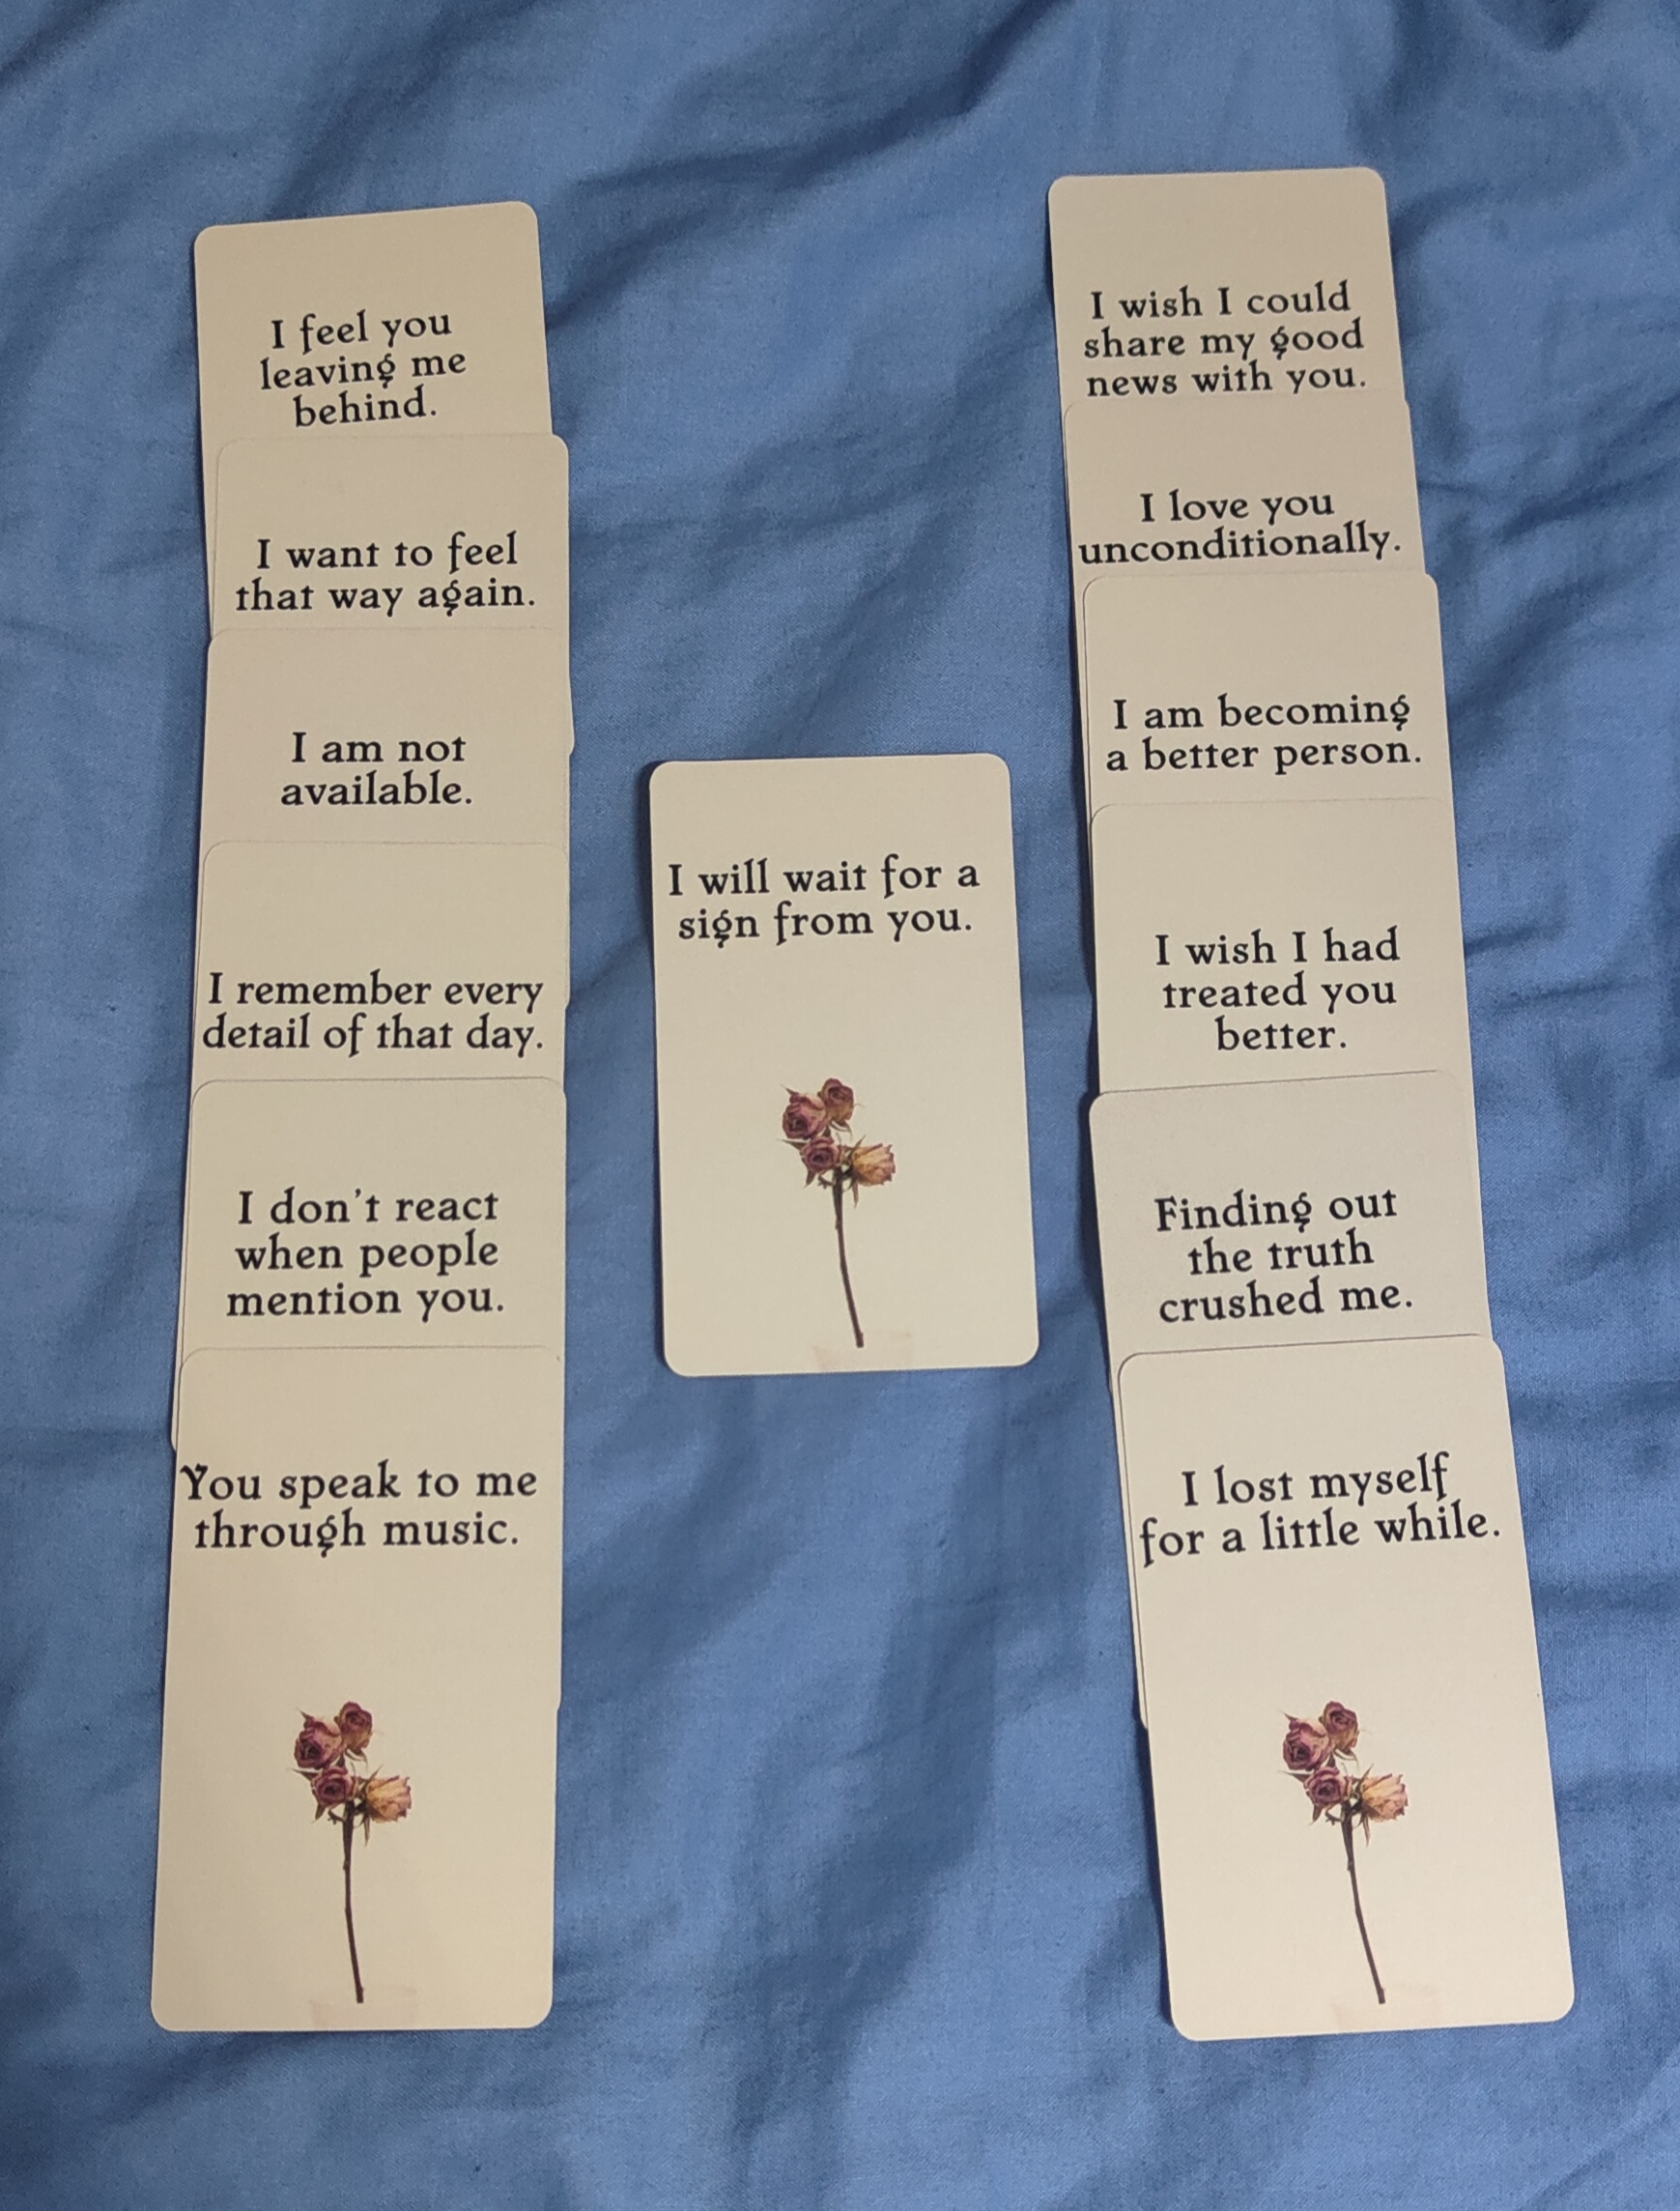 I feel you
leaving me
behind.
I want to feel
that way again.
I am not
available.
I remember every
detail of that day.
I don't react
when people
mention you.
You speak to me
through music.
I will wait for a
sign from you.
I wish I could
share my good
news with you.
I love you
unconditionally.
I am becoming
a better person.
I wish I had
treated you
better.
Finding out
the truth
crushed me.
I lost myself
for a little while.